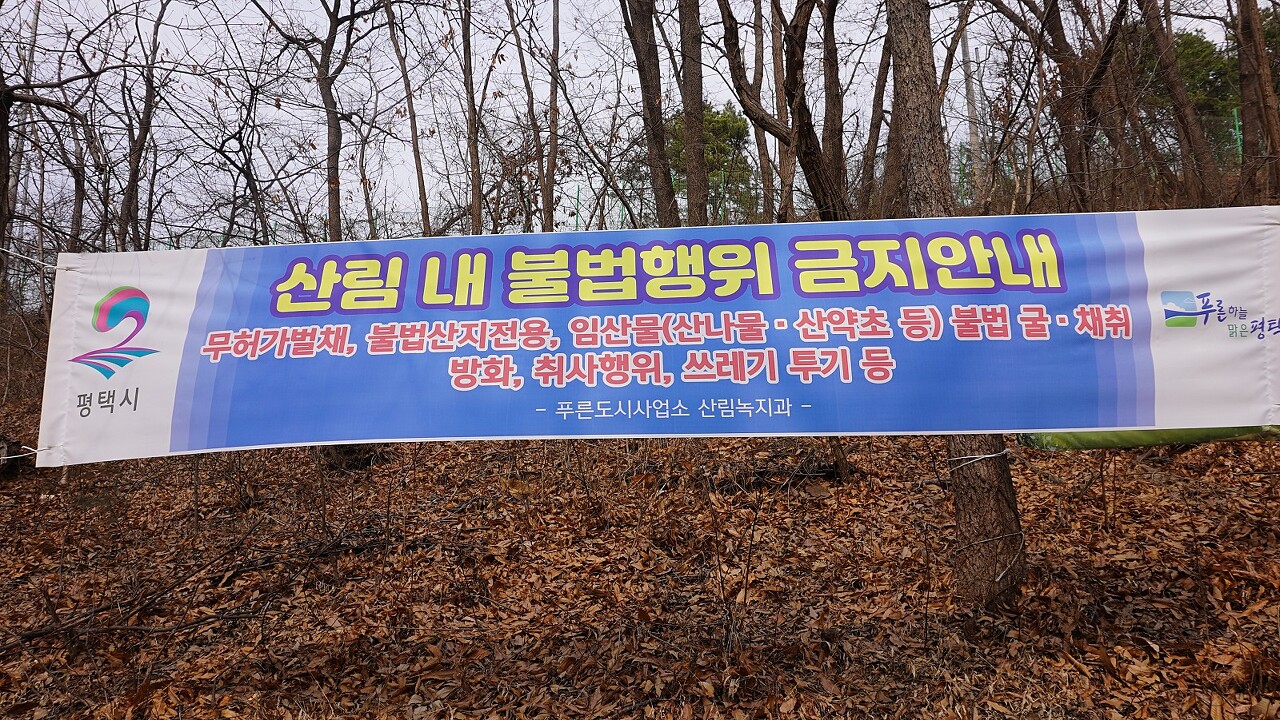 산림 내 불법행위 금지안내
무허가벌채, 불법산지전용, 임산물(산나물·산약초 등) 불법 굴·채취
방화, 취사행위, 쓰레기 투기 등
- 푸른도시사업소 산림녹지과 -
평택시
푸른하늘
맑은평택